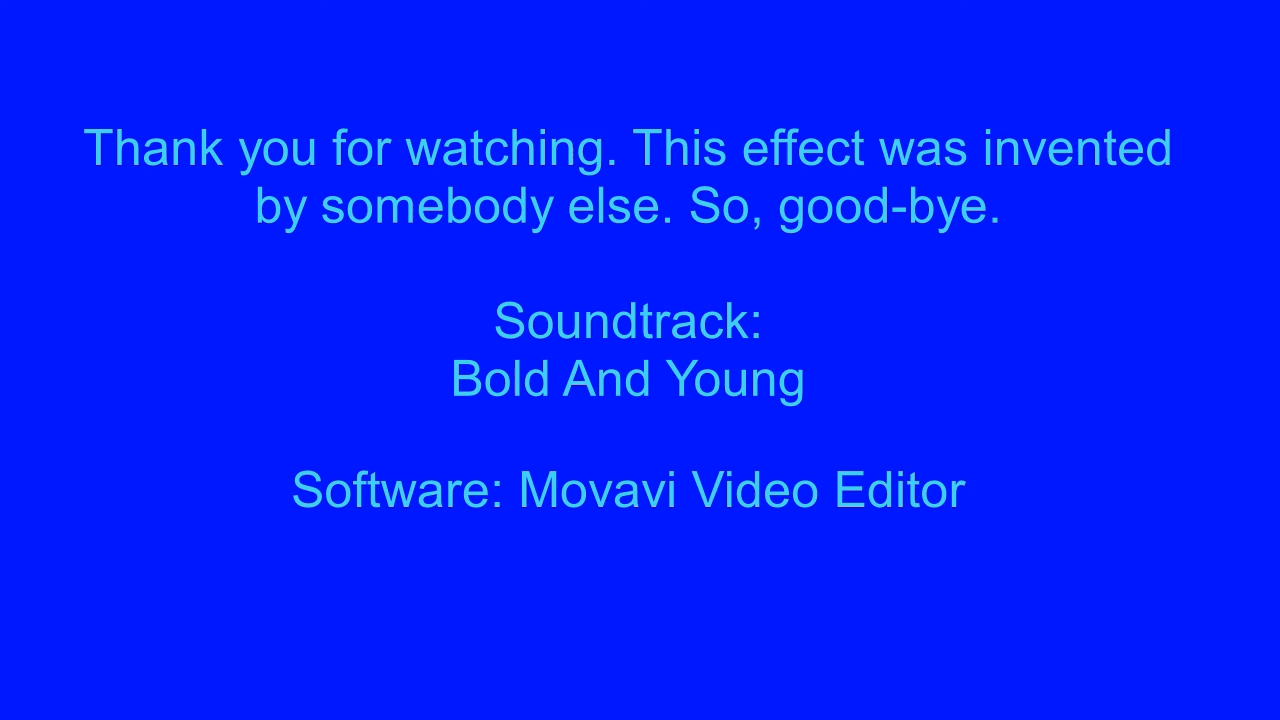 Thank you for watching. This effect was invented
by somebody else. So, good-bye.
Soundtrack:
Bold And Young
Software: Movavi Video Editor